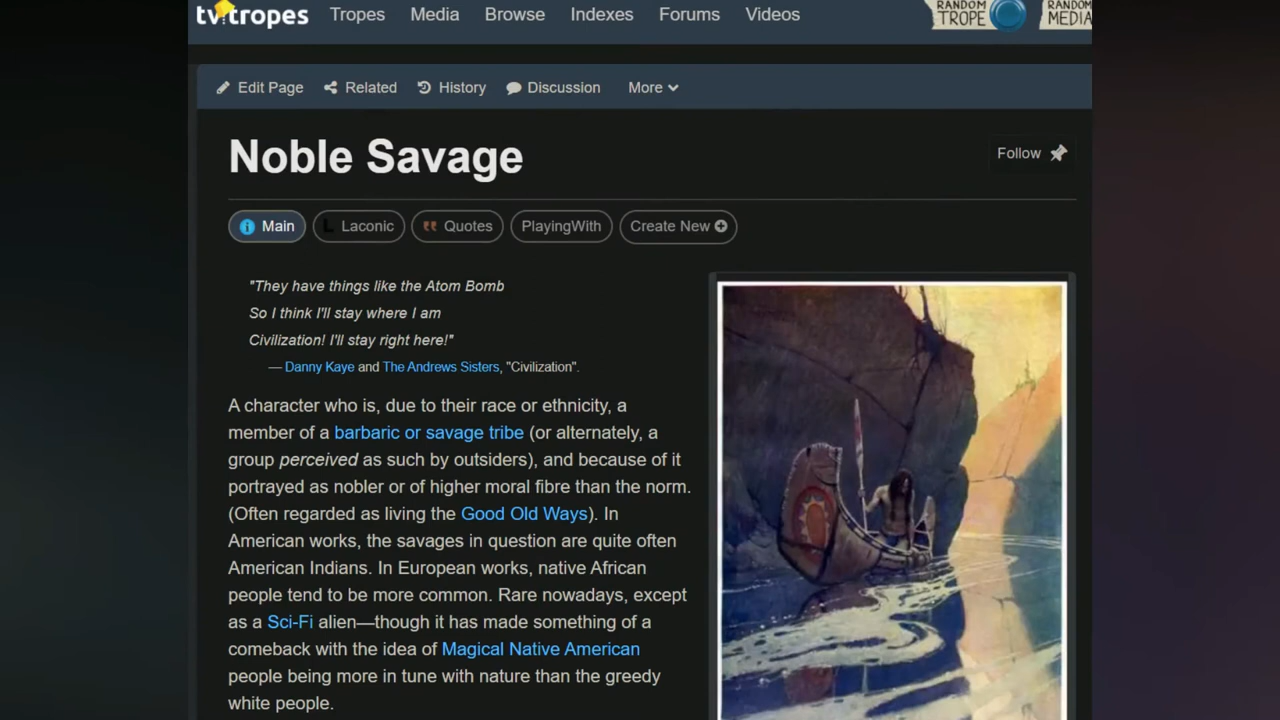 tvtropes Tropes Media Browse Indexes Forums Videos RANDOM TROPE RANDOM MEDIA
Edit Page Related History Discussion More
Noble Savage
Follow
Main Laconic Quotes PlayingWith Create New
"They have things like the Atom Bomb
So I think I'll stay where I am
Civilization! I'll stay right here!"
— Danny Kaye and The Andrews Sisters, "Civilization".
A character who is, due to their race or ethnicity, a
member of a barbaric or savage tribe (or alternately, a
group perceived as such by outsiders), and because of it
portrayed as nobler or of higher moral fibre than the norm.
(Often regarded as living the Good Old Ways). In
American works, the savages in question are quite often
American Indians. In European works, native African
people tend to be more common. Rare nowadays, except
as a Sci-Fi alien—though it has made something of a
comeback with the idea of Magical Native American
people being more in tune with nature than the greedy
white people.